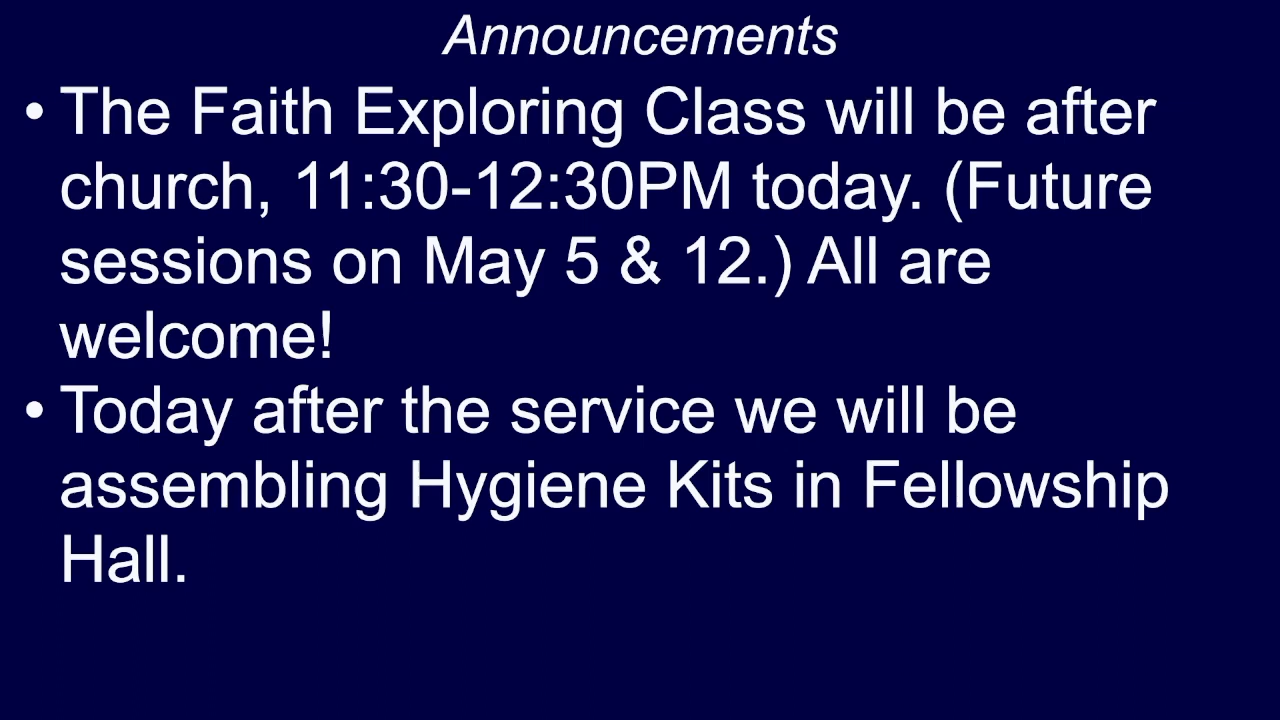 Announcements
• The Faith Exploring Class will be after
church, 11:30-12:30PM today. (Future
sessions on May 5 & 12.) All are
welcome!
• Today after the service we will be
assembling Hygiene Kits in Fellowship
Hall.